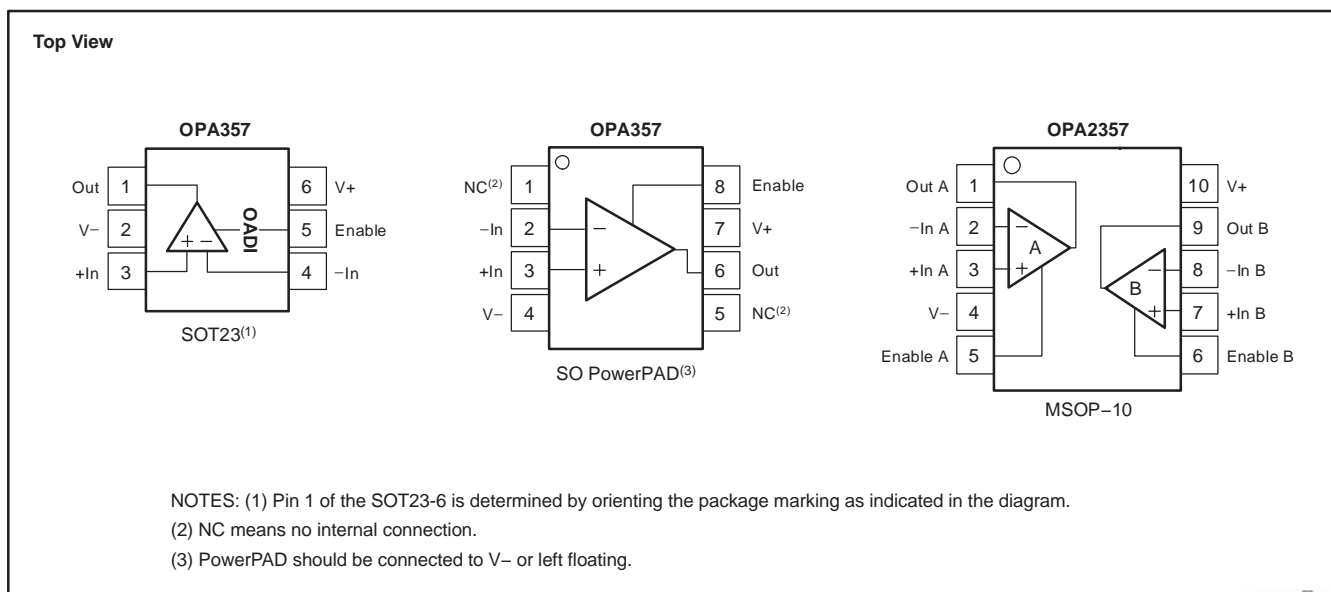 Top View
OPA357
Out 1
6 V+
V− 2
5 Enable
+In 3
4 −In
+ −
OADI
SOT23(1)
OPA357
NC(2) 1
8 Enable
−In 2
7 V+
+In 3
6 Out
V− 4
5 NC(2)
−
+
SO PowerPAD(3)
OPA2357
Out A 1
10 V+
−In A 2
9 Out B
+In A 3
8 −In B
V− 4
7 +In B
Enable A 5
6 Enable B
−
A
+
−
B
+
MSOP−10
NOTES: (1) Pin 1 of the SOT23-6 is determined by orienting the package marking as indicated in the diagram.
(2) NC means no internal connection.
(3) PowerPAD should be connected to V− or left floating.